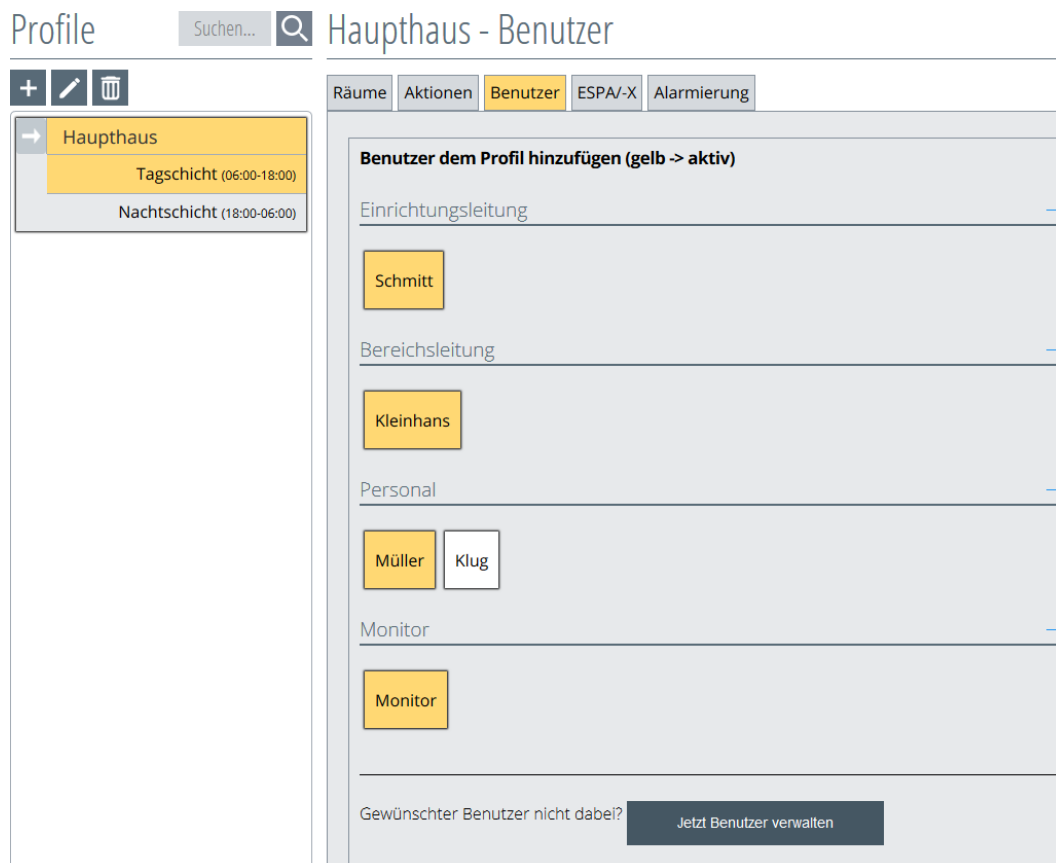 Profile
Suchen...
Haupthaus
Tagschicht (06:00-18:00)
Nachtschicht (18:00-06:00)
Haupthaus - Benutzer
Räume Aktionen Benutzer ESPA/-X Alarmierung
Benutzer dem Profil hinzufügen (gelb -> aktiv)
Einrichtungsleitung
Schmitt
Bereichsleitung
Kleinhans
Personal
Müller Klug
Monitor
Monitor
Gewünschter Benutzer nicht dabei? Jetzt Benutzer verwalten